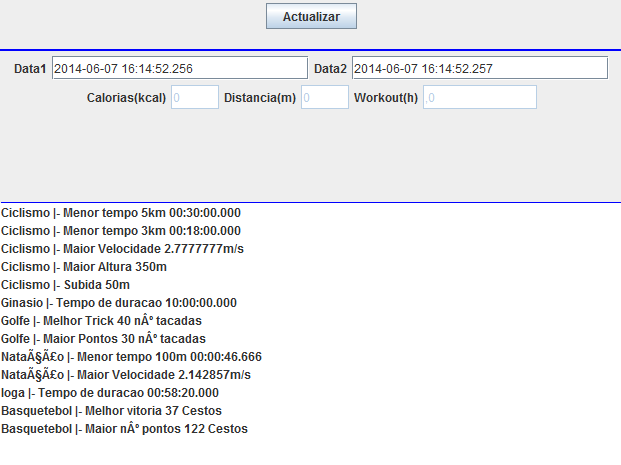 Actualizar
Data1 2014-06-07 16:14:52.256 Data2 2014-06-07 16:14:52.257
Calorias(kcal) 0 Distancia(m) 0 Workout(h) ,0
Ciclismo |- Menor tempo 5km 00:30:00.000
Ciclismo |- Menor tempo 3km 00:18:00.000
Ciclismo |- Maior Velocidade 2.7777777m/s
Ciclismo |- Maior Altura 350m
Ciclismo |- Subida 50m
Ginasio |- Tempo de duracao 10:00:00.000
Golfe |- Melhor Trick 40 nÂº tacadas
Golfe |- Maior Pontos 30 nÂº tacadas
NataÃ§Ã£o |- Menor tempo 100m 00:00:46.666
NataÃ§Ã£o |- Maior Velocidade 2.142857m/s
Ioga |- Tempo de duracao 00:58:20.000
Basquetebol |- Melhor vitoria 37 Cestos
Basquetebol |- Maior nÂº pontos 122 Cestos